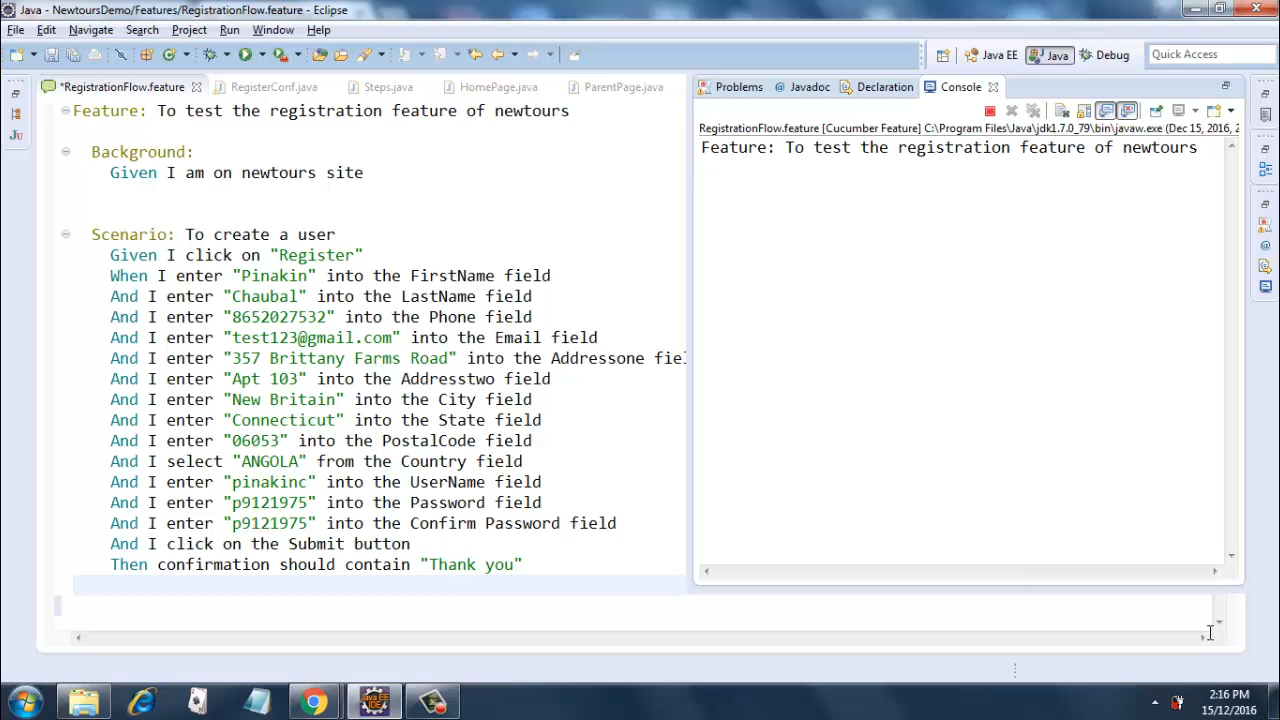 Java - NewtoursDemo/Features/RegistrationFlow.feature - Eclipse
File Edit Navigate Search Project Run Window Help
Java EE Java Debug Quick Access
*RegistrationFlow.feature RegisterConf.java Steps.java HomePage.java ParentPage.java
Problems Javadoc Declaration Console
Feature: To test the registration feature of newtours
Background:
Given I am on newtours site
Scenario: To create a user
Given I click on "Register"
When I enter "Pinakin" into the FirstName field
And I enter "Chaubal" into the LastName field
And I enter "8652027532" into the Phone field
And I enter "test123@gmail.com" into the Email field
And I enter "357 Brittany Farms Road" into the Addressone fiel
And I enter "Apt 103" into the Addresstwo field
And I enter "New Britain" into the City field
And I enter "Connecticut" into the State field
And I enter "06053" into the PostalCode field
And I select "ANGOLA" from the Country field
And I enter "pinakinc" into the UserName field
And I enter "p9121975" into the Password field
And I enter "p9121975" into the Confirm Password field
And I click on the Submit button
Then confirmation should contain "Thank you"
RegistrationFlow.feature [Cucumber Feature] C:\Program Files\Java\jdk1.7.0_79\bin\javaw.exe (Dec 15, 2016, 2
Feature: To test the registration feature of newtours
JU
Java EE
IDE
2:16 PM
15/12/2016